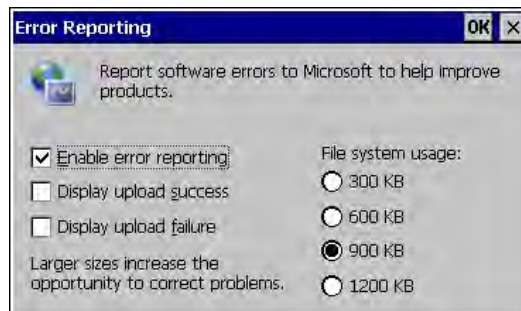 Error Reporting OK ×
Report software errors to Microsoft to help improve
products.
Enable error reporting
Display upload success
Display upload failure
Larger sizes increase the
opportunity to correct problems.
File system usage:
300 KB
600 KB
900 KB
1200 KB